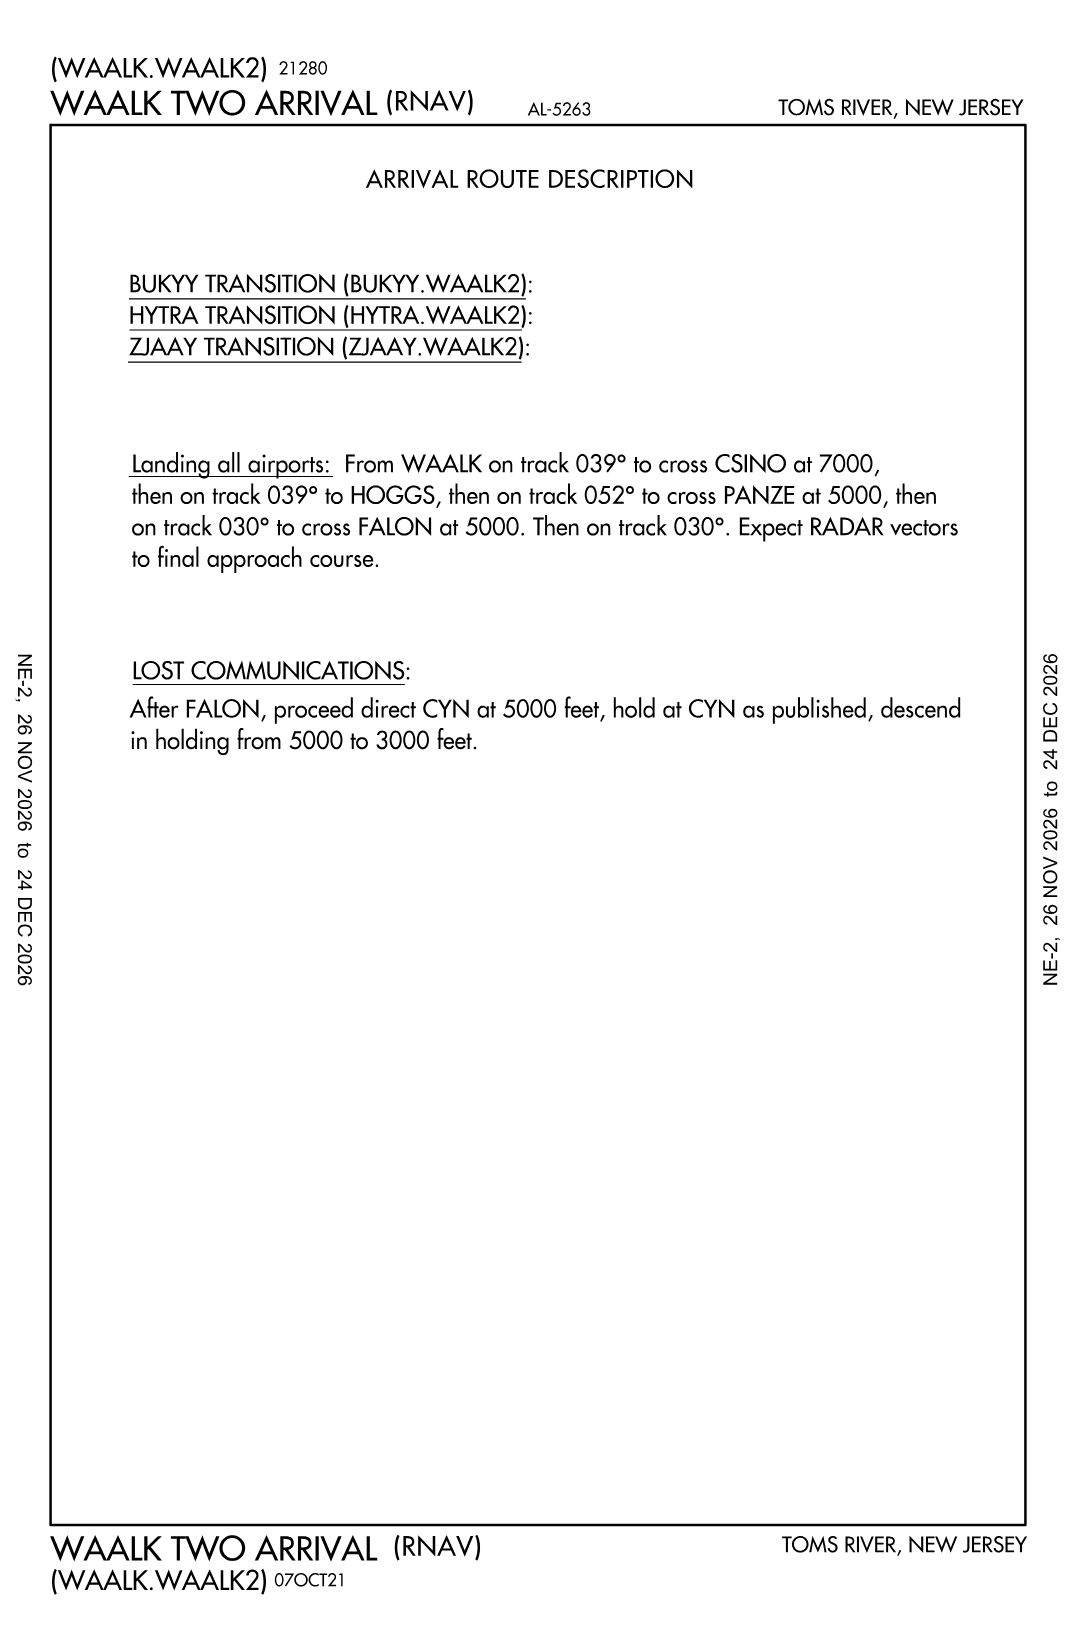 (WAALK.WAALK2) 21280
WAALK TWO ARRIVAL (RNAV) AL-5263 TOMS RIVER, NEW JERSEY
ARRIVAL ROUTE DESCRIPTION
BUKYY TRANSITION (BUKYY.WAALK2):
HYTRA TRANSITION (HYTRA.WAALK2):
ZJAAY TRANSITION (ZJAAY.WAALK2):
Landing all airports: From WAALK on track 039° to cross CSINO at 7000,
then on track 039° to HOGGS, then on track 052° to cross PANZE at 5000, then
on track 030° to cross FALON at 5000. Then on track 030°. Expect RADAR vectors
to final approach course.
LOST COMMUNICATIONS:
After FALON, proceed direct CYN at 5000 feet, hold at CYN as published, descend
in holding from 5000 to 3000 feet.
NE-2, 26 NOV 2026 to 24 DEC 2026
NE-2, 26 NOV 2026 to 24 DEC 2026
WAALK TWO ARRIVAL (RNAV) TOMS RIVER, NEW JERSEY
(WAALK.WAALK2) 07OCT21